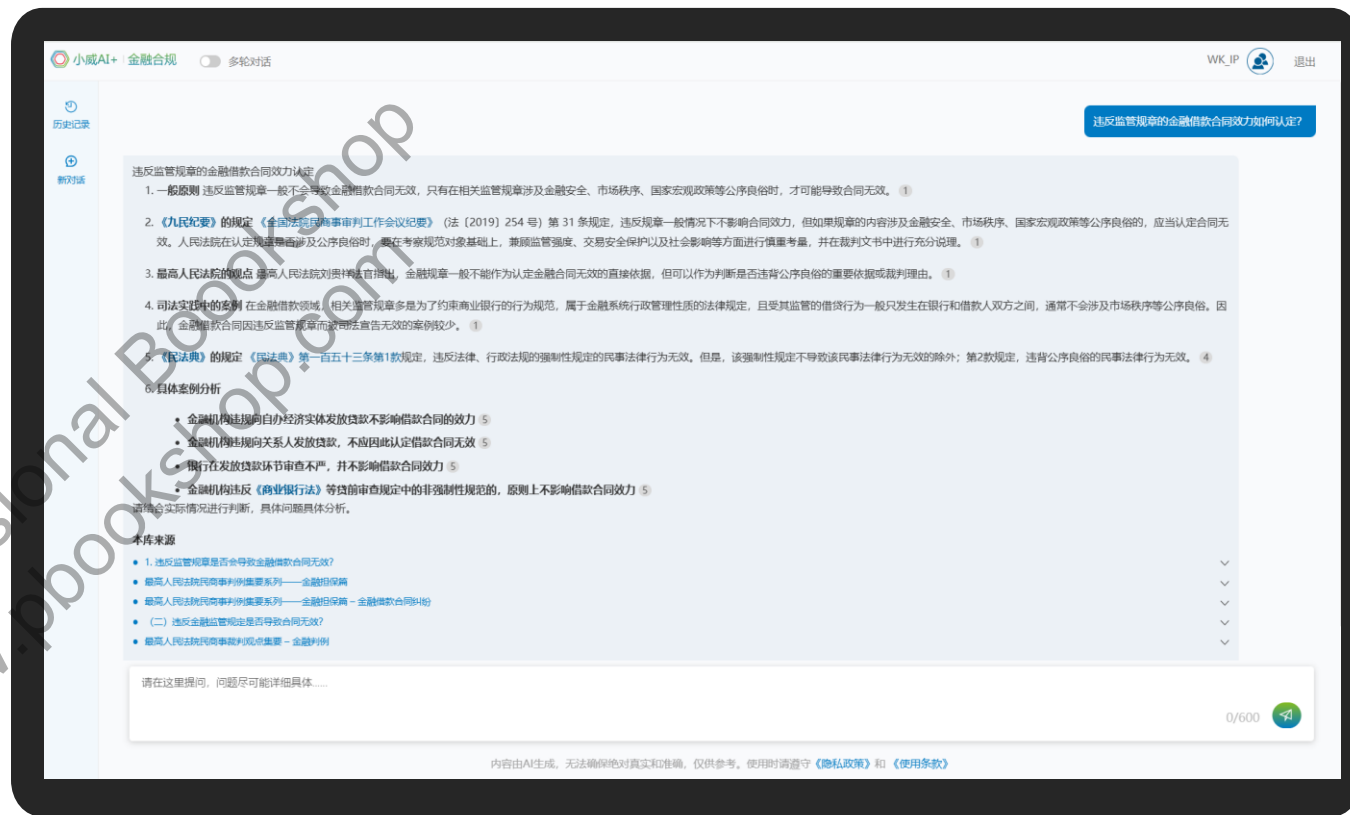 小威AI+ 金融合规
多轮对话
WK_IP
退出
历史记录
新对话
违反监管规章的金融借款合同效力如何认定?
违反监管规章的金融借款合同效力认定
1. 一般原则 违反监管规章一般不会导致金融借款合同无效，只有在相关监管规章涉及金融安全、市场秩序、国家宏观政策等公序良俗时，才可能导致合同无效。 1
2. 《九民纪要》的规定 《全国法院民商事审判工作会议纪要》 (法〔2019〕254 号) 第 31 条规定，违反规章一般情况下不影响合同效力，但如果规章的内容涉及金融安全、市场秩序、国家宏观政策等公序良俗的，应当认定合同无
效。人民法院在认定规章是否涉及公序良俗时，要在考察规范对象基础上，兼顾监管强度、交易安全保护以及社会影响等方面进行慎重考量，并在裁判文书中进行充分说理。 1
3. 最高人民法院的观点 最高人民法院刘贵祥法官指出，金融规章一般不能作为认定金融合同无效的直接依据，但可以作为判断是否违背公序良俗的重要依据或裁判理由。 1
4. 司法实践中的案例 在金融借款领域，相关监管规章多是为了约束商业银行的行为规范，属于金融系统行政管理性质的法律规定，且受其监管的借贷行为一般只发生在银行和借款人双方之间，通常不会涉及市场秩序等公序良俗。因
此，金融借款合同因违反监管规章而被司法宣告无效的案例较少。 1
5. 《民法典》的规定 《民法典》第一百五十三条第1款规定，违反法律、行政法规的强制性规定的民事法律行为无效。但是，该强制性规定不导致该民事法律行为无效的除外；第2款规定，违背公序良俗的民事法律行为无效。 4
6. 具体案例分析
• 金融机构违规向自办经济实体发放贷款不影响借款合同的效力 5
• 金融机构违规向关系人发放贷款，不应因此认定借款合同无效 5
• 银行在发放贷款环节审查不严，并不影响借款合同效力 5
• 金融机构违反《商业银行法》等贷前审查规定中的非强制性规范的，原则上不影响借款合同效力 5
请结合实际情况进行判断，具体问题具体分析。
本库来源
• 1. 违反监管规章是否会导致金融借款合同无效?
• 最高人民法院民商事判例集要系列——金融担保篇
• 最高人民法院民商事判例集要系列——金融担保篇 – 金融借款合同纠纷
• （二）违反金融监管规定是否导致合同无效?
• 最高人民法院民商事裁判观点集要 – 金融判例
请在这里提问，问题尽可能详细具体......
0/600
内容由AI生成，无法确保绝对真实和准确，仅供参考。使用时请遵守《隐私政策》和《使用条款》
sional Bookshop
.pbookshop.com